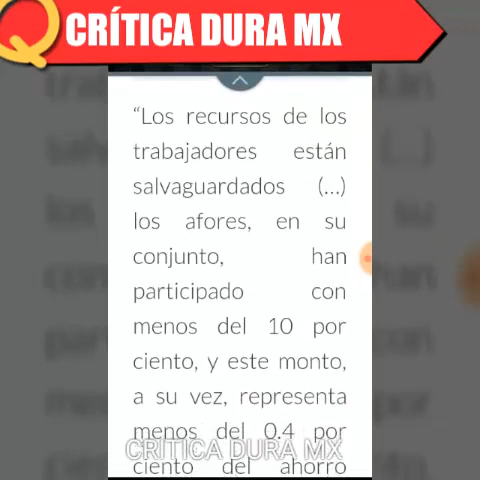 CRÍTICA DURA MX
“Los recursos de los
trabajadores están
salvaguardados (...)
los afores, en su
conjunto, han
participado con
menos del 10 por
ciento, y este monto,
a su vez, representa
menos del 0.4 por
CRÍTICA DURA MX
ciento del ahorro